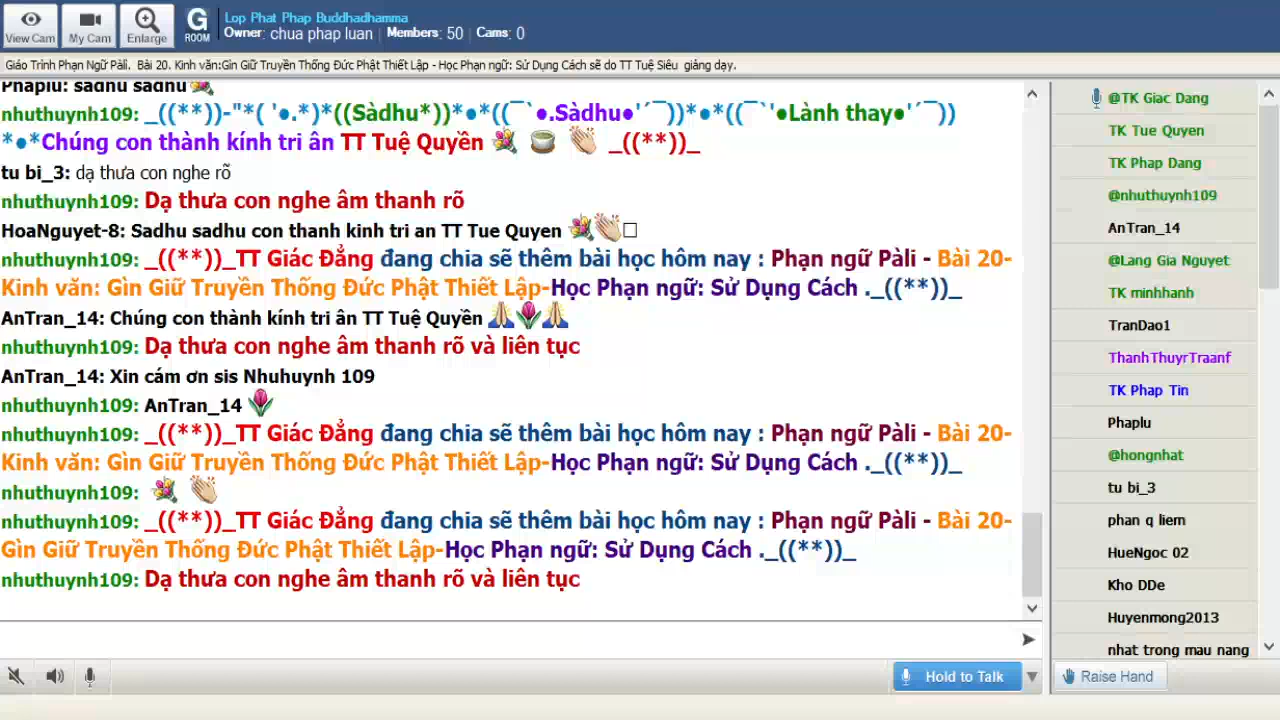 View Cam
My Cam
Enlarge
G
ROOM
Lop Phat Phap Buddhadhamma
Owner: chua phap luan | Members: 50 | Cams: 0
Giáo Trình Phạn Ngữ Pàli. Bài 20. Kinh văn:Gìn Giữ Truyền Thống Đức Phật Thiết Lập - Học Phạn ngữ: Sử Dụng Cách sẽ do TT Tuệ Siêu giảng dạy.
Phaplu: sadhu sadhu
nhuthuynh109: _((**))-"*( '●.*)*((Sàdhu*))*●*((¯`●.Sàdhu●'´¯))*●*((¯`'●Lành thay●'´¯))
*●*Chúng con thành kính tri ân TT Tuệ Quyền _((**))_
tu bi_3: dạ thưa con nghe rõ
nhuthuynh109: Dạ thưa con nghe âm thanh rõ
HoaNguyet-8: Sadhu sadhu con thanh kinh tri an TT Tue Quyen
nhuthuynh109: _((**))_TT Giác Đẳng đang chia sẽ thêm bài học hôm nay : Phạn ngữ Pàli - Bài 20-
Kinh văn: Gìn Giữ Truyền Thống Đức Phật Thiết Lập-Học Phạn ngữ: Sử Dụng Cách ._((**))_
AnTran_14: Chúng con thành kính tri ân TT Tuệ Quyền
nhuthuynh109: Dạ thưa con nghe âm thanh rõ và liên tục
AnTran_14: Xin cám ơn sis Nhuhuynh 109
nhuthuynh109: AnTran_14
nhuthuynh109: _((**))_TT Giác Đẳng đang chia sẽ thêm bài học hôm nay : Phạn ngữ Pàli - Bài 20-
Kinh văn: Gìn Giữ Truyền Thống Đức Phật Thiết Lập-Học Phạn ngữ: Sử Dụng Cách ._((**))_
nhuthuynh109:
nhuthuynh109: _((**))_TT Giác Đẳng đang chia sẽ thêm bài học hôm nay : Phạn ngữ Pàli - Bài 20-
Gìn Giữ Truyền Thống Đức Phật Thiết Lập-Học Phạn ngữ: Sử Dụng Cách ._((**))_
nhuthuynh109: Dạ thưa con nghe âm thanh rõ và liên tục
Hold to Talk
@TK Giac Dang
TK Tue Quyen
TK Phap Dang
@nhuthuynh109
AnTran_14
@Lang Gia Nguyet
TK minhhanh
TranDao1
ThanhThuyrTraanf
TK Phap Tin
Phaplu
@hongnhat
tu bi_3
phan q liem
HueNgoc 02
Kho DDe
Huyenmong2013
nhat trong mau nang
Raise Hand